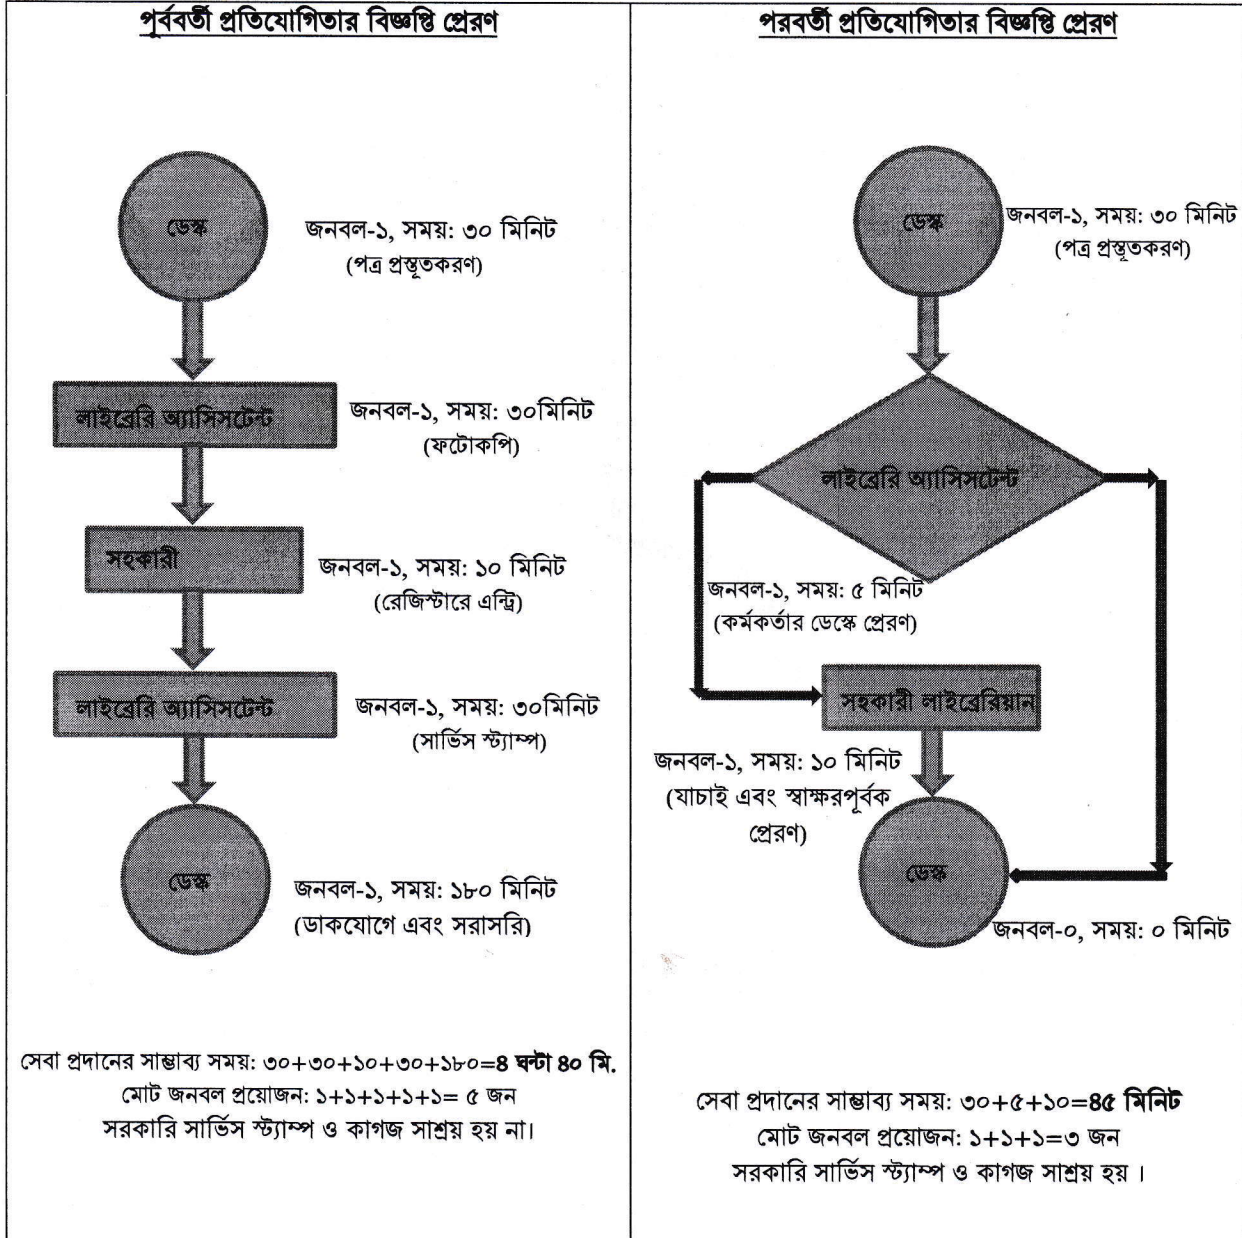 পূর্ববর্তী প্রতিযোগিতার বিজ্ঞপ্তি প্রেরণ
ডেস্ক
জনবল-১, সময়: ৩০ মিনিট
(পত্র প্রস্তূতকরণ)
লাইব্রেরি অ্যাসিসটেন্ট
জনবল-১, সময়: ৩০মিনিট
(ফটোকপি)
সহকারী
জনবল-১, সময়: ১০ মিনিট
(রেজিস্টারে এন্ট্রি)
লাইব্রেরি অ্যাসিসটেন্ট
জনবল-১, সময়: ৩০মিনিট
(সার্ভিস স্ট্যাম্প)
ডেস্ক
জনবল-১, সময়: ১৮০ মিনিট
(ডাকযোগে এবং সরাসরি)
সেবা প্রদানের সাম্ভাব্য সময়: ৩০+৩০+১০+৩০+১৮০=৪ ঘন্টা ৪০ মি.
মোট জনবল প্রয়োজন: ১+১+১+১+১= ৫ জন
সরকারি সার্ভিস স্ট্যাম্প ও কাগজ সাশ্রয় হয় না।
পরবর্তী প্রতিযোগিতার বিজ্ঞপ্তি প্রেরণ
ডেস্ক
জনবল-১, সময়: ৩০ মিনিট
(পত্র প্রস্তূতকরণ)
লাইব্রেরি অ্যাসিসটেন্ট
জনবল-১, সময়: ৫ মিনিট
(কর্মকর্তার ডেস্কে প্রেরণ)
সহকারী লাইব্রেরিয়ান
জনবল-১, সময়: ১০ মিনিট
(যাচাই এবং স্বাক্ষরপূর্বক
প্রেরণ)
ডেস্ক
জনবল-০, সময়: ০ মিনিট
সেবা প্রদানের সাম্ভাব্য সময়: ৩০+৫+১০=৪৫ মিনিট
মোট জনবল প্রয়োজন: ১+১+১=৩ জন
সরকারি সার্ভিস স্ট্যাম্প ও কাগজ সাশ্রয় হয় ।